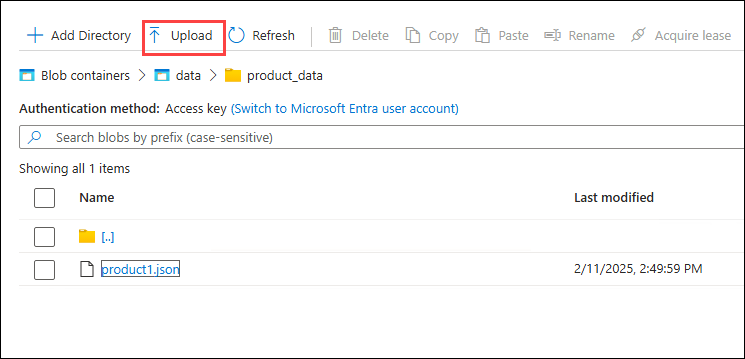 Add Directory Upload Refresh Delete Copy Paste Rename Acquire lease
Blob containers > data > product_data
Authentication method: Access key (Switch to Microsoft Entra user account)
Search blobs by prefix (case-sensitive)
Showing all 1 items
Name Last modified
[..]
product1.json 2/11/2025, 2:49:59 PM